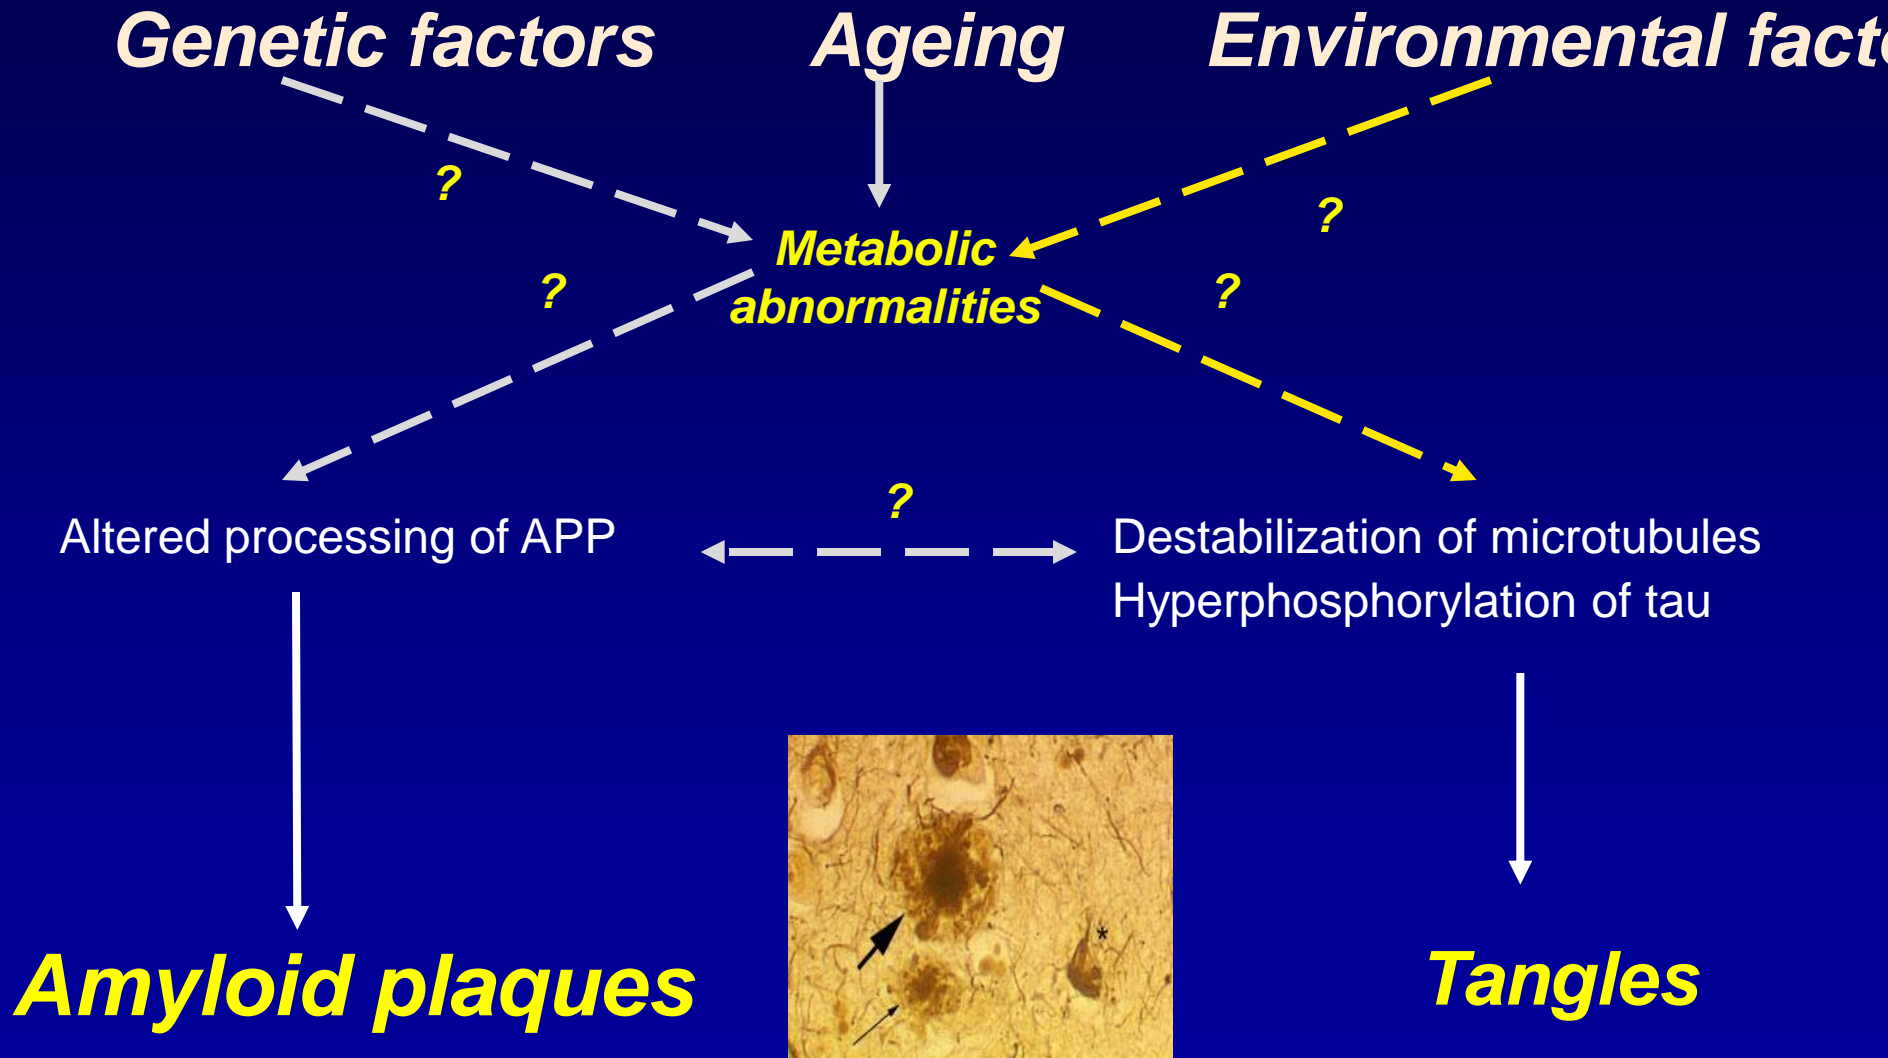 Genetic factors
Ageing
Environmental facto
?
?
Metabolic
abnormalities
?
?
?
Altered processing of APP
Destabilization of microtubules
Hyperphosphorylation of tau
*
Amyloid plaques
Tangles